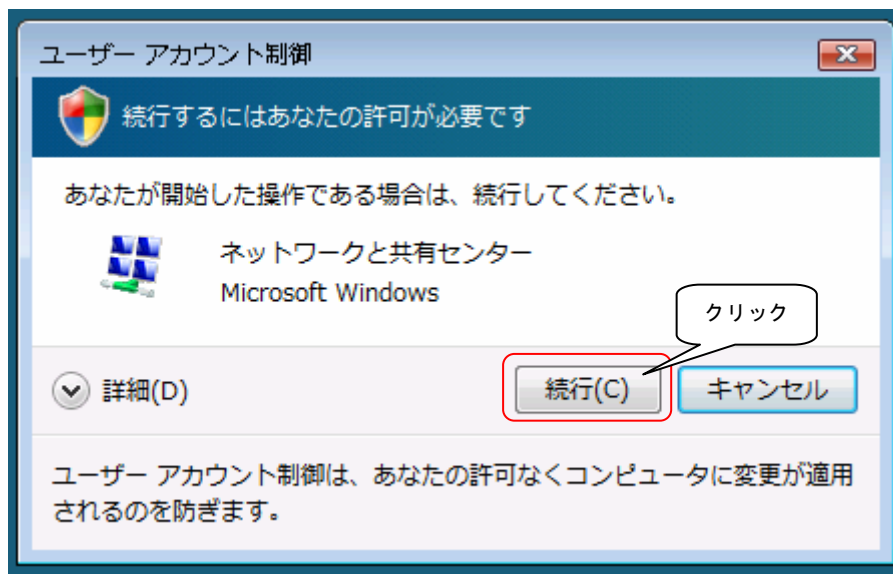 ユーザー アカウント制御
続行するにはあなたの許可が必要です
あなたが開始した操作である場合は、続行してください。
ネットワークと共有センター
Microsoft Windows
クリック
詳細(D)
続行(C)
キャンセル
ユーザー アカウント制御は、あなたの許可なくコンピュータに変更が適用
されるのを防ぎます。